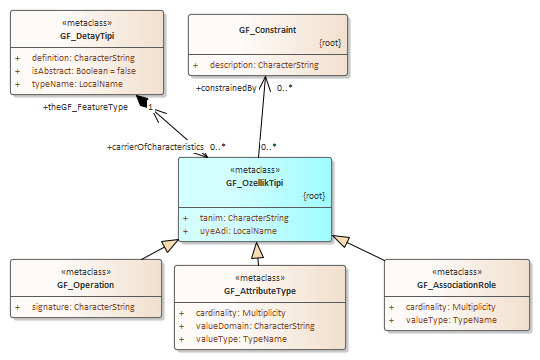 «metaclass»
GF_DetayTipi
+ definition: CharacterString
+ isAbstract: Boolean = false
+ typeName: LocalName
GF_Constraint
{root}
+ description: CharacterString
+theGF_FeatureType
1
+constrainedBy
0..*
+carrierOfCharacteristics
0..*
0..*
«metaclass»
GF_OzellikTipi
{root}
+ tanim: CharacterString
+ uyeAdi: LocalName
«metaclass»
GF_Operation
+ signature: CharacterString
«metaclass»
GF_AttributeType
+ cardinality: Multiplicity
+ valueDomain: CharacterString
+ valueType: TypeName
«metaclass»
GF_AssociationRole
+ cardinality: Multiplicity
+ valueType: TypeName